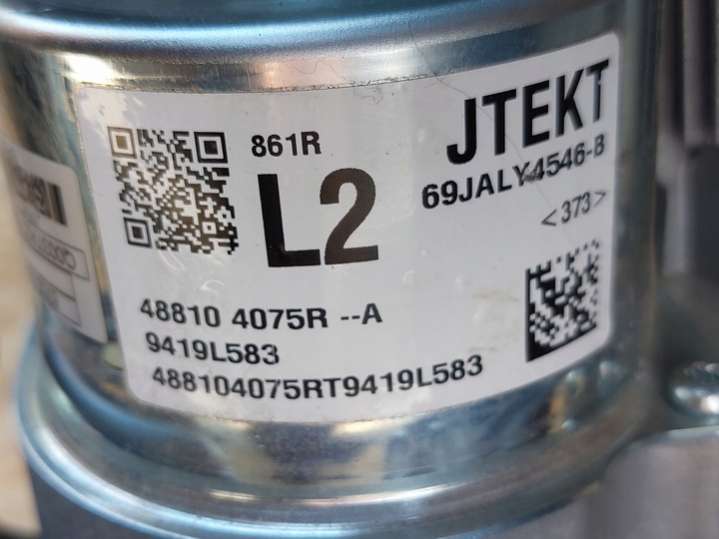 JTEKT
861R
69JALY4546-8
L2
<373>
48810 4075R --A
9419L583
488104075RT9419L583